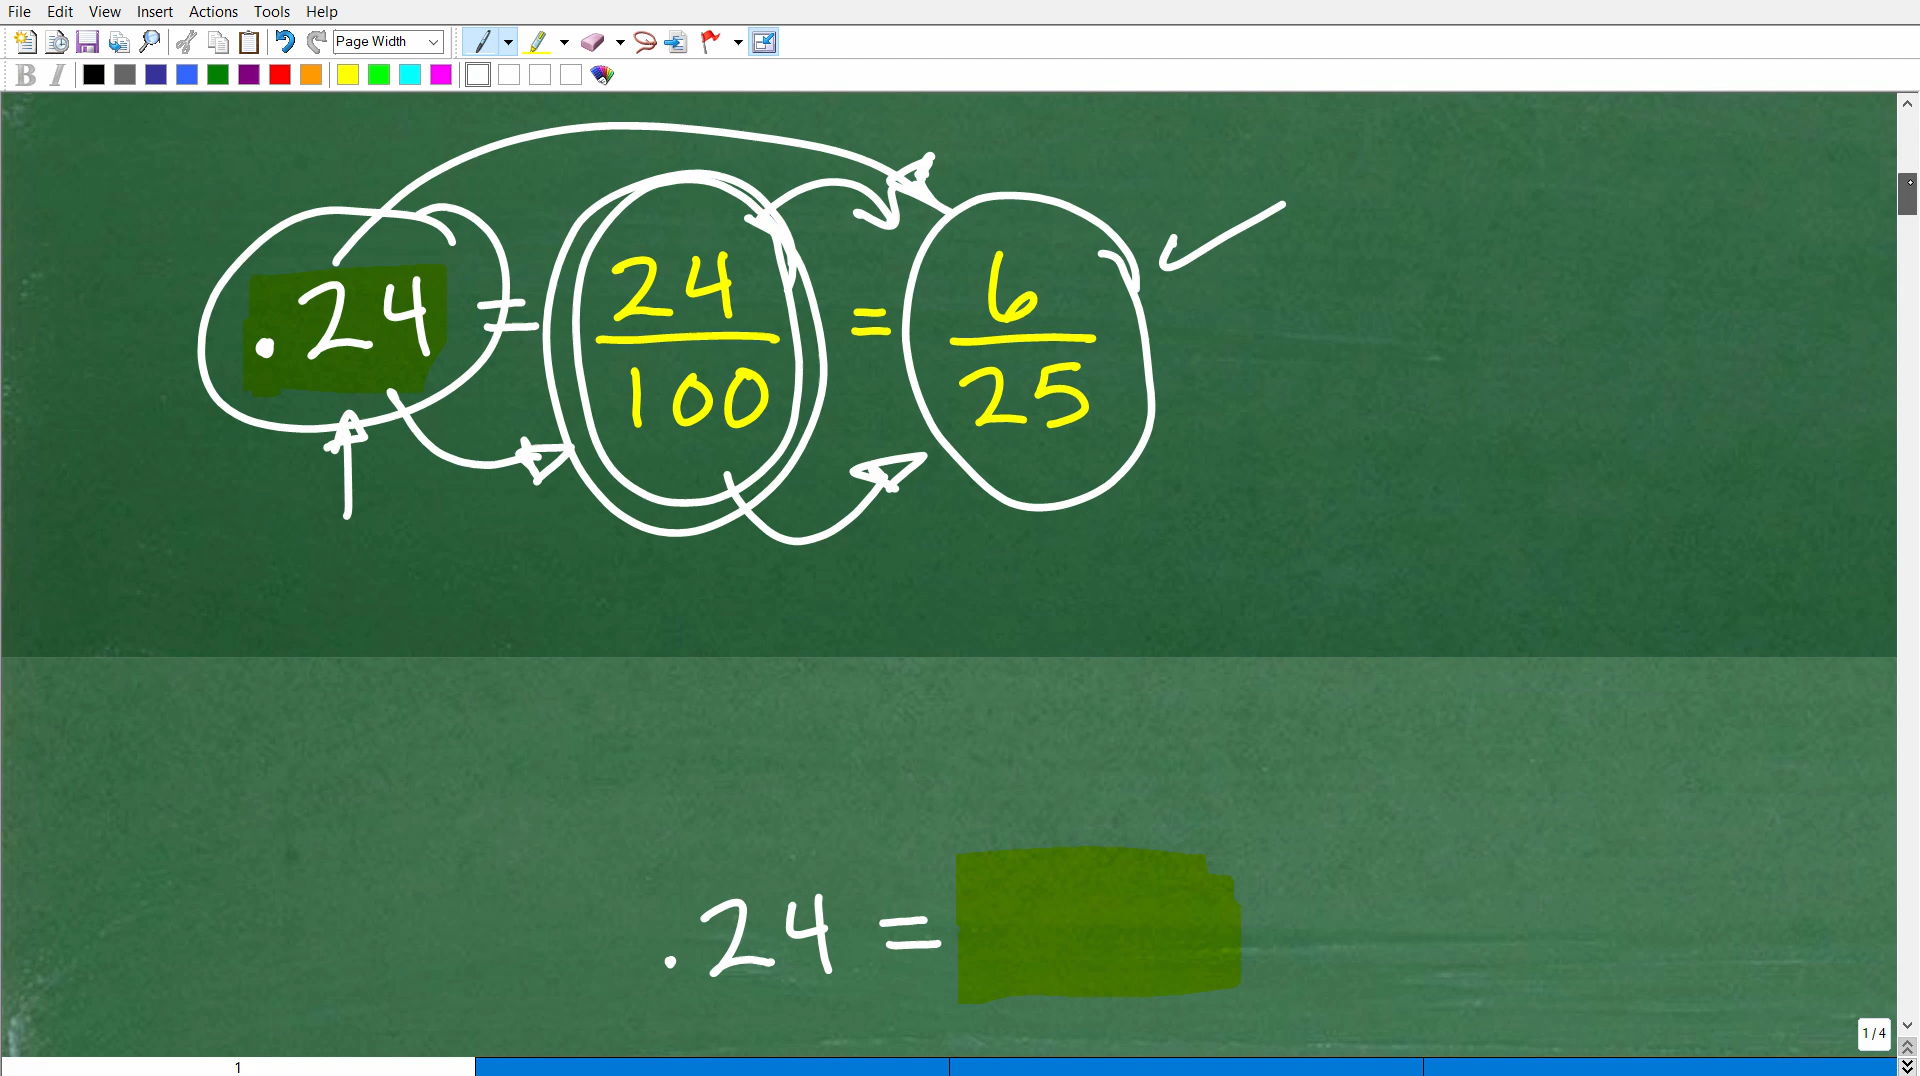 File Edit View Insert Actions Tools Help
Page Width
B I
.24 = 24/100 = 6/25
.24 =
1 / 4
1